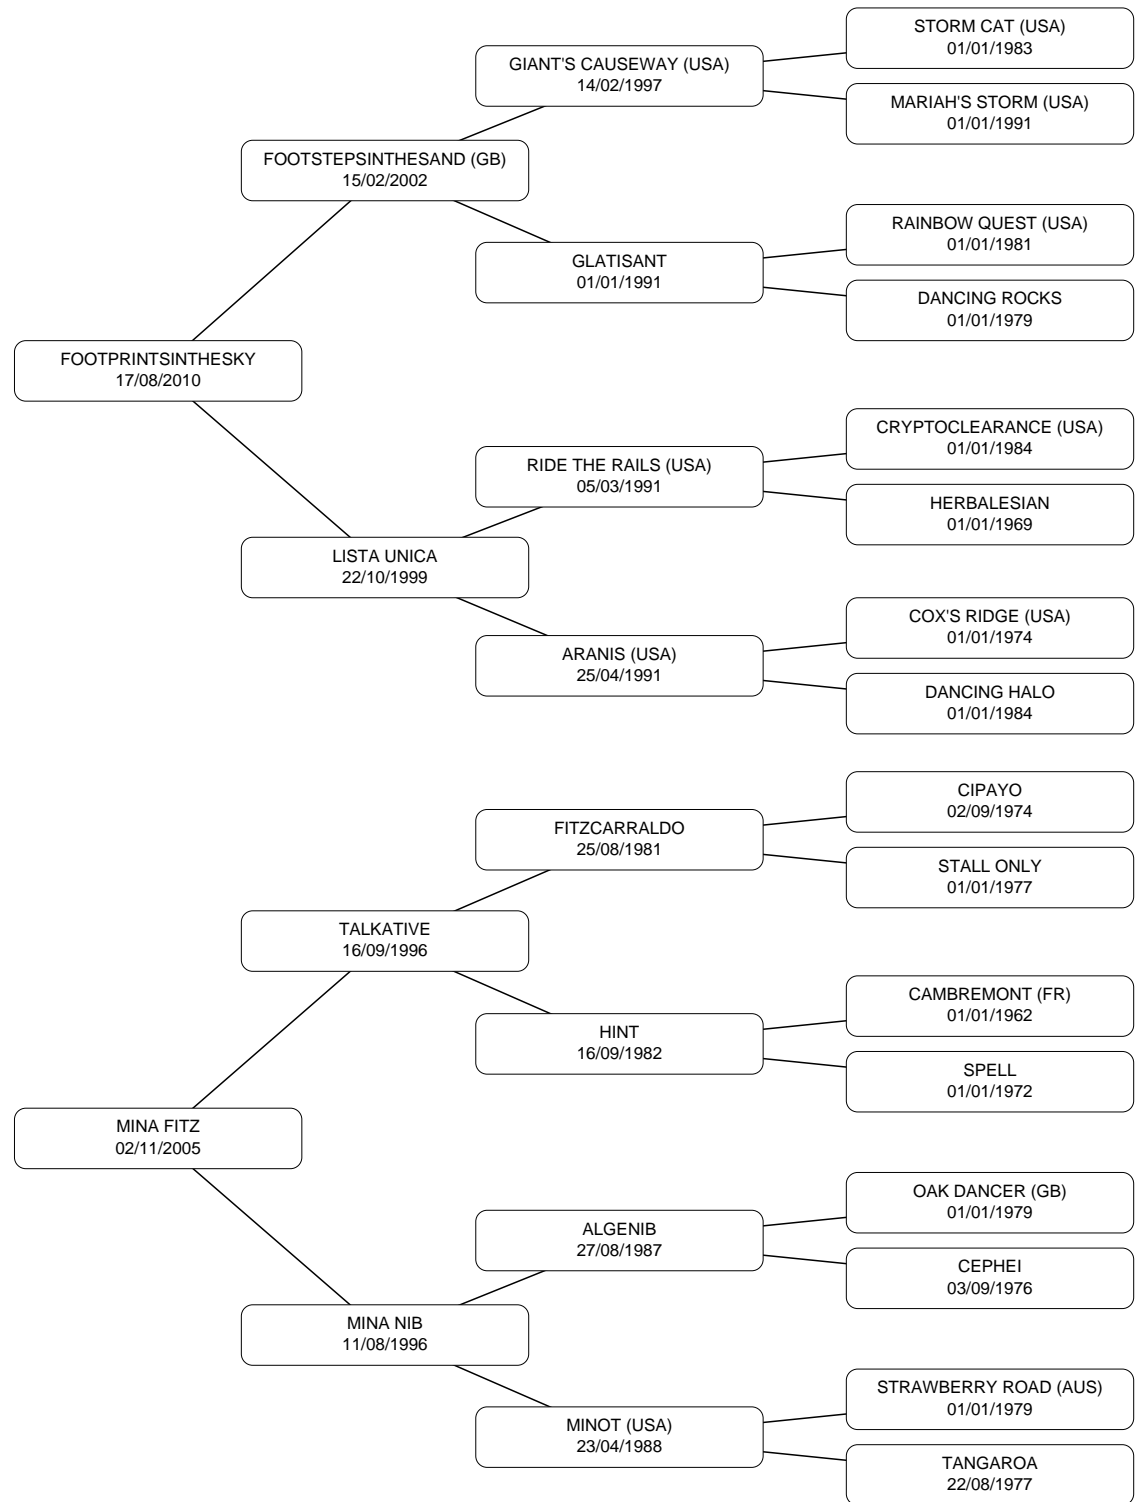 STORM CAT (USA)
01/01/1983
GIANT'S CAUSEWAY (USA)
14/02/1997
MARIAH'S STORM (USA)
01/01/1991
FOOTSTEPSINTHESAND (GB)
15/02/2002
RAINBOW QUEST (USA)
01/01/1981
GLATISANT
01/01/1991
DANCING ROCKS
01/01/1979
FOOTPRINTSINTHESKY
17/08/2010
CRYPTOCLEARANCE (USA)
01/01/1984
RIDE THE RAILS (USA)
05/03/1991
HERBALESIAN
01/01/1969
LISTA UNICA
22/10/1999
COX'S RIDGE (USA)
01/01/1974
ARANIS (USA)
25/04/1991
DANCING HALO
01/01/1984
CIPAYO
02/09/1974
FITZCARRALDO
25/08/1981
STALL ONLY
01/01/1977
TALKATIVE
16/09/1996
CAMBREMONT (FR)
01/01/1962
HINT
16/09/1982
SPELL
01/01/1972
MINA FITZ
02/11/2005
OAK DANCER (GB)
01/01/1979
ALGENIB
27/08/1987
CEPHEI
03/09/1976
MINA NIB
11/08/1996
STRAWBERRY ROAD (AUS)
01/01/1979
MINOT (USA)
23/04/1988
TANGAROA
22/08/1977